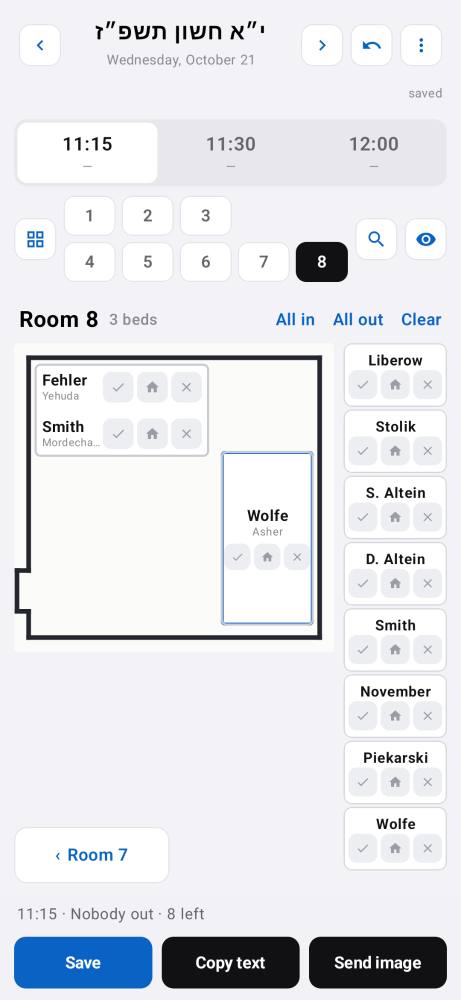 י״א חשון תשפ״ז
Wednesday, October 21
saved
11:15 11:30 12:00
– – –
1 2 3
4 5 6 7 8
Room 8 3 beds All in All out Clear
Fehler
Yehuda
Smith
Mordecha…
Wolfe
Asher
Liberow
Stolik
S. Altein
D. Altein
Smith
November
Piekarski
Wolfe
‹ Room 7
11:15 · Nobody out · 8 left
Save Copy text Send image